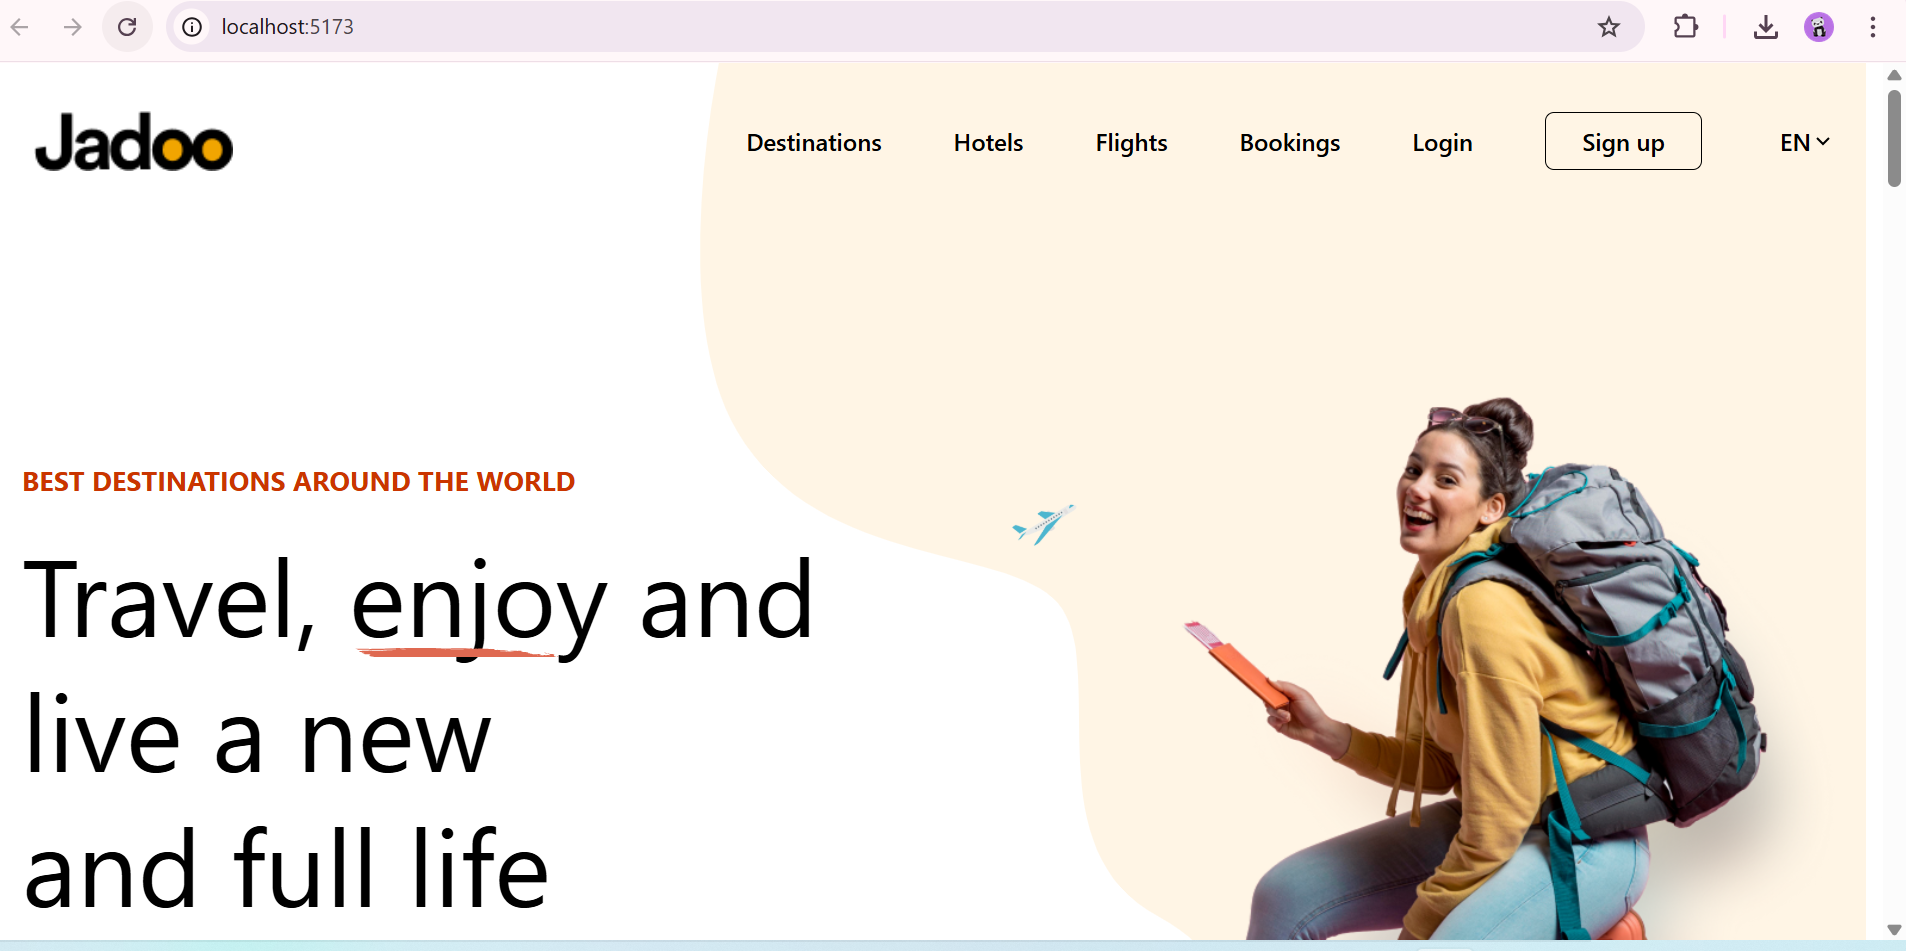 localhost:5173
Jadoo
Destinations Hotels Flights Bookings Login Sign up EN
BEST DESTINATIONS AROUND THE WORLD
Travel, enjoy and
live a new
and full life